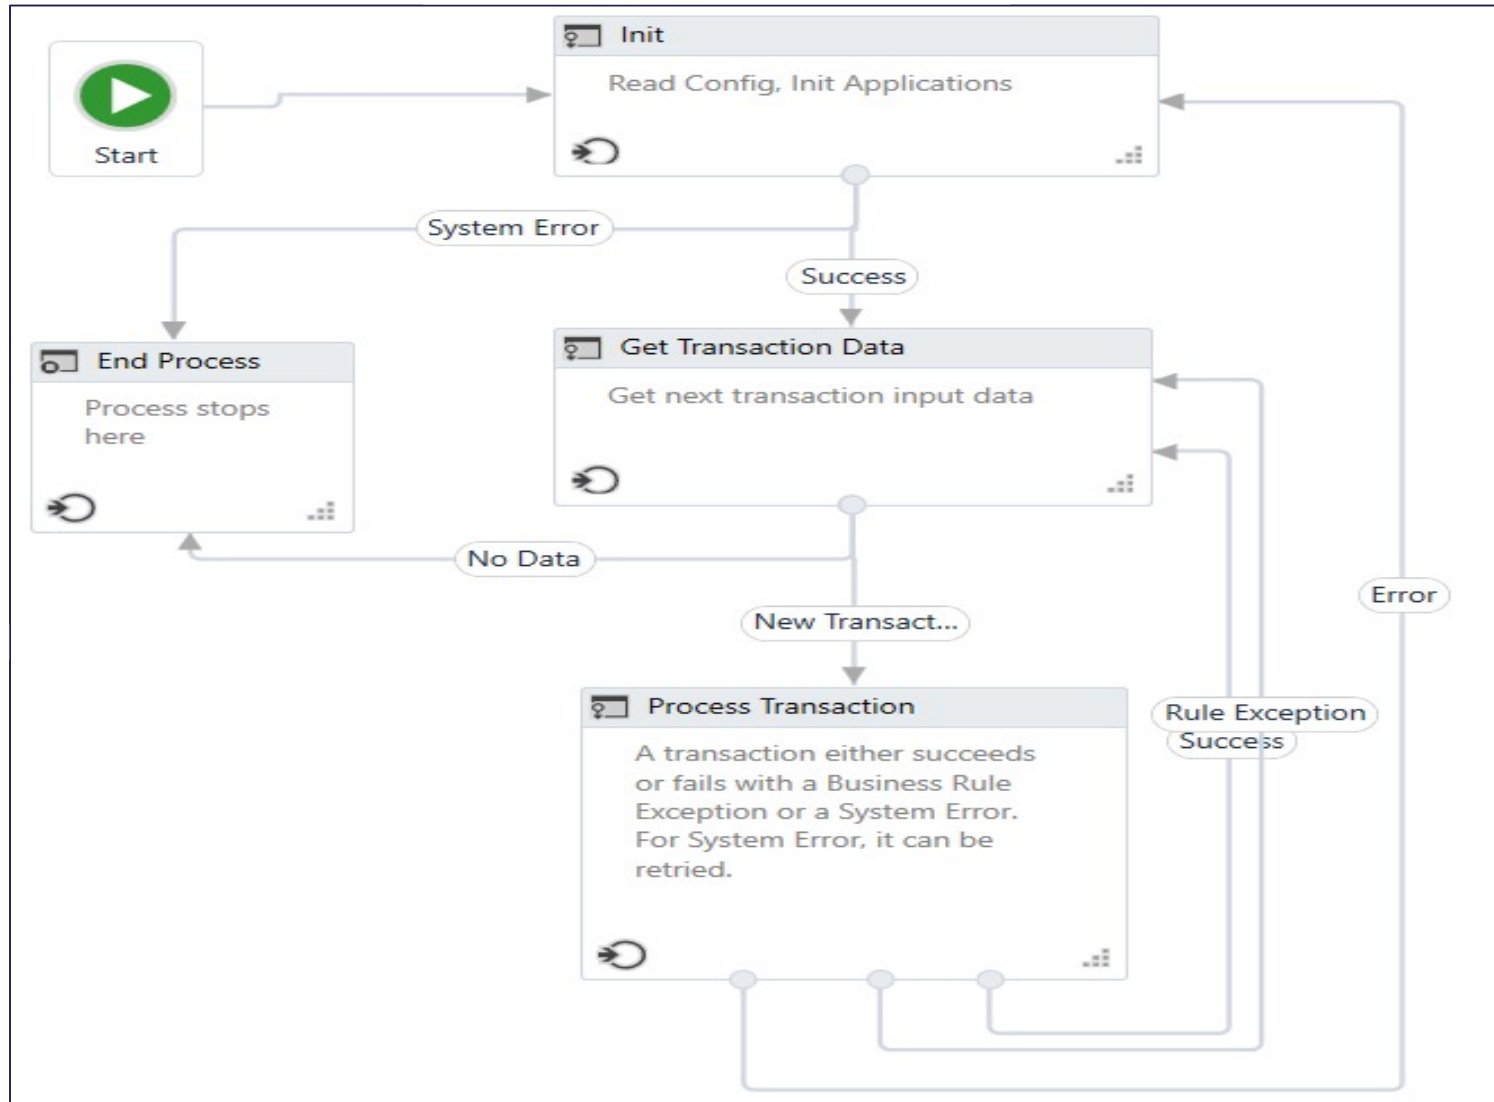 Init
Read Config, Init Applications
Start
System Error
Success
End Process
Process stops
here
Get Transaction Data
Get next transaction input data
No Data
New Transact...
Error
Process Transaction
A transaction either succeeds
or fails with a Business Rule
Exception or a System Error.
For System Error, it can be
retried.
Rule Exception
Success